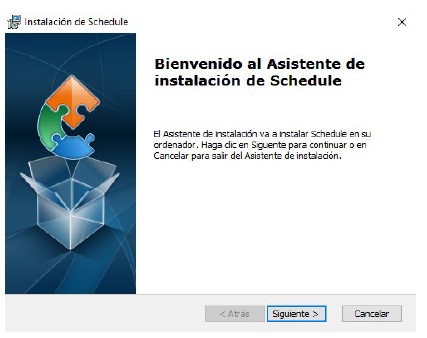 Instalación de Schedule
Bienvenido al Asistente de
instalación de Schedule
El Asistente de instalación va a instalar Schedule en su
ordenador. Haga clic en Siguiente para continuar o en
Cancelar para salir del Asistente de instalación.
< Atrás
Siguiente >
Cancelar